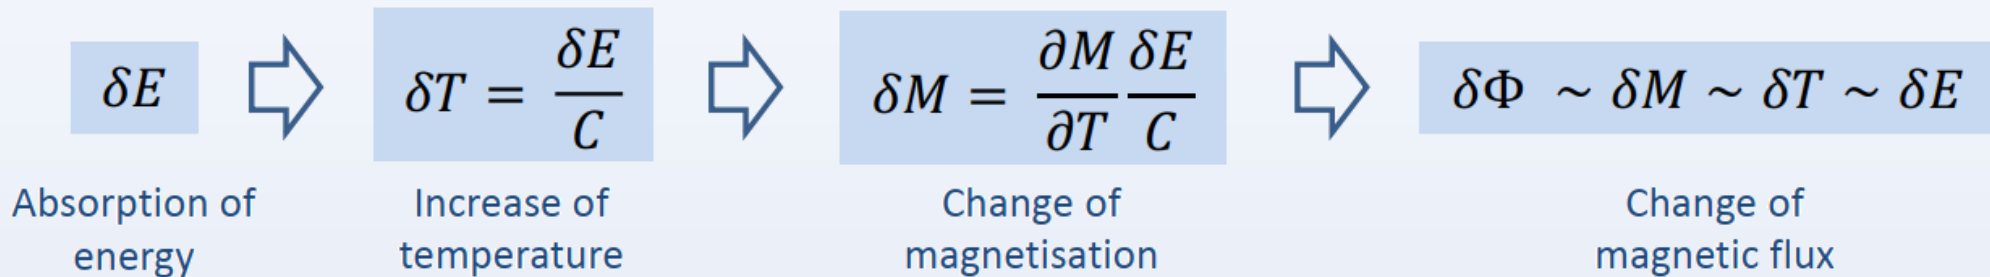 δE
δT = δE/C
δM = ∂M/∂T δE/C
δΦ ~ δM ~ δT ~ δE
Absorption of
energy
Increase of
temperature
Change of
magnetisation
Change of
magnetic flux